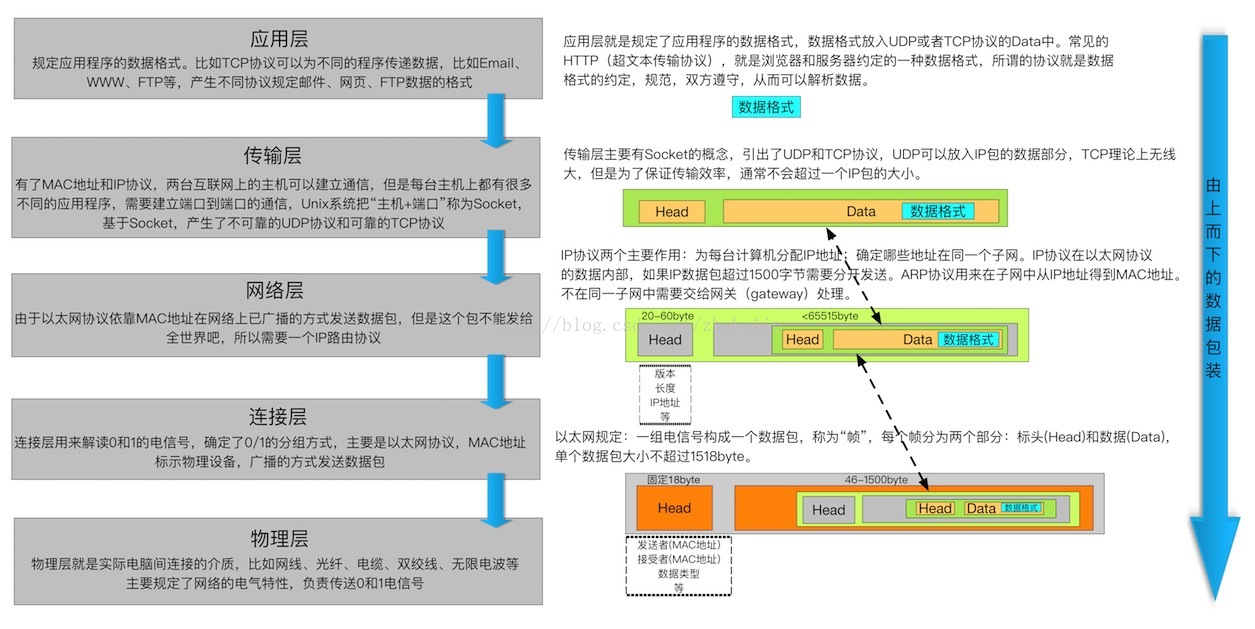 应用层
规定应用程序的数据格式。比如TCP协议可以为不同的程序传递数据，比如Email、
WWW、FTP等，产生不同协议规定邮件、网页、FTP数据的格式
传输层
有了MAC地址和IP协议，两台互联网上的主机可以建立通信，但是每台主机上都有很多
不同的应用程序，需要建立端口到端口的通信，Unix系统把“主机+端口”称为Socket，
基于Socket，产生了不可靠的UDP协议和可靠的TCP协议
网络层
由于以太网协议依靠MAC地址在网络上已广播的方式发送数据包，但是这个包不能发给
全世界吧，所以需要一个IP路由协议
连接层
连接层用来解读0和1的电信号，确定了0/1的分组方式，主要是以太网协议，MAC地址
标示物理设备，广播的方式发送数据包
物理层
物理层就是实际电脑间连接的介质，比如网线、光纤、电缆、双绞线、无限电波等
主要规定了网络的电气特性，负责传送0和1电信号
应用层就是规定了应用程序的数据格式，数据格式放入UDP或者TCP协议的Data中。常见的
HTTP（超文本传输协议），就是浏览器和服务器约定的一种数据格式，所谓的协议就是数据
格式的约定，规范，双方遵守，从而可以解析数据。
数据格式
传输层主要有Socket的概念，引出了UDP和TCP协议，UDP可以放入IP包的数据部分，TCP理论上无线
大，但是为了保证传输效率，通常不会超过一个IP包的大小。
Head Data 数据格式
IP协议两个主要作用：为每台计算机分配IP地址；确定哪些地址在同一个子网。IP协议在以太网协议
的数据内部，如果IP数据包超过1500字节需要分开发送。ARP协议用来在子网中从IP地址得到MAC地址。
不在同一子网中需要交给网关（gateway）处理。
//blog.cs
20-60byte <65515byte
Head Head Data 数据格式
版本
长度
IP地址
等
以太网规定：一组电信号构成一个数据包，称为“帧”，每个帧分为两个部分：标头(Head)和数据(Data)，
单个数据包大小不超过1518byte。
固定18byte 46-1500byte
Head Head Head Data 数据格式
发送者(MAC地址)
接受者(MAC地址)
数据类型
等
由
上
而
下
的
数
据
包
装